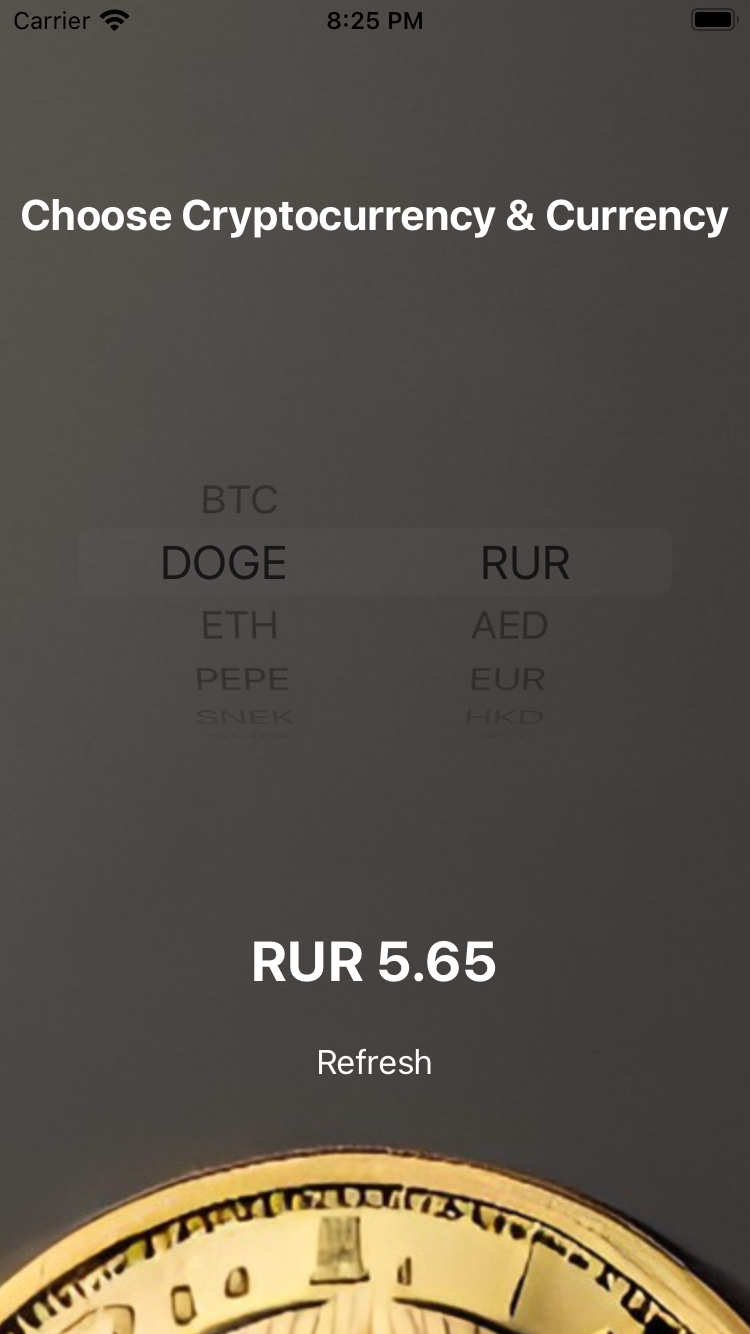 Carrier 8:25 PM
Choose Cryptocurrency & Currency
BTC
DOGE RUR
ETH AED
PEPE EUR
SNEK HKD
RUR 5.65
Refresh